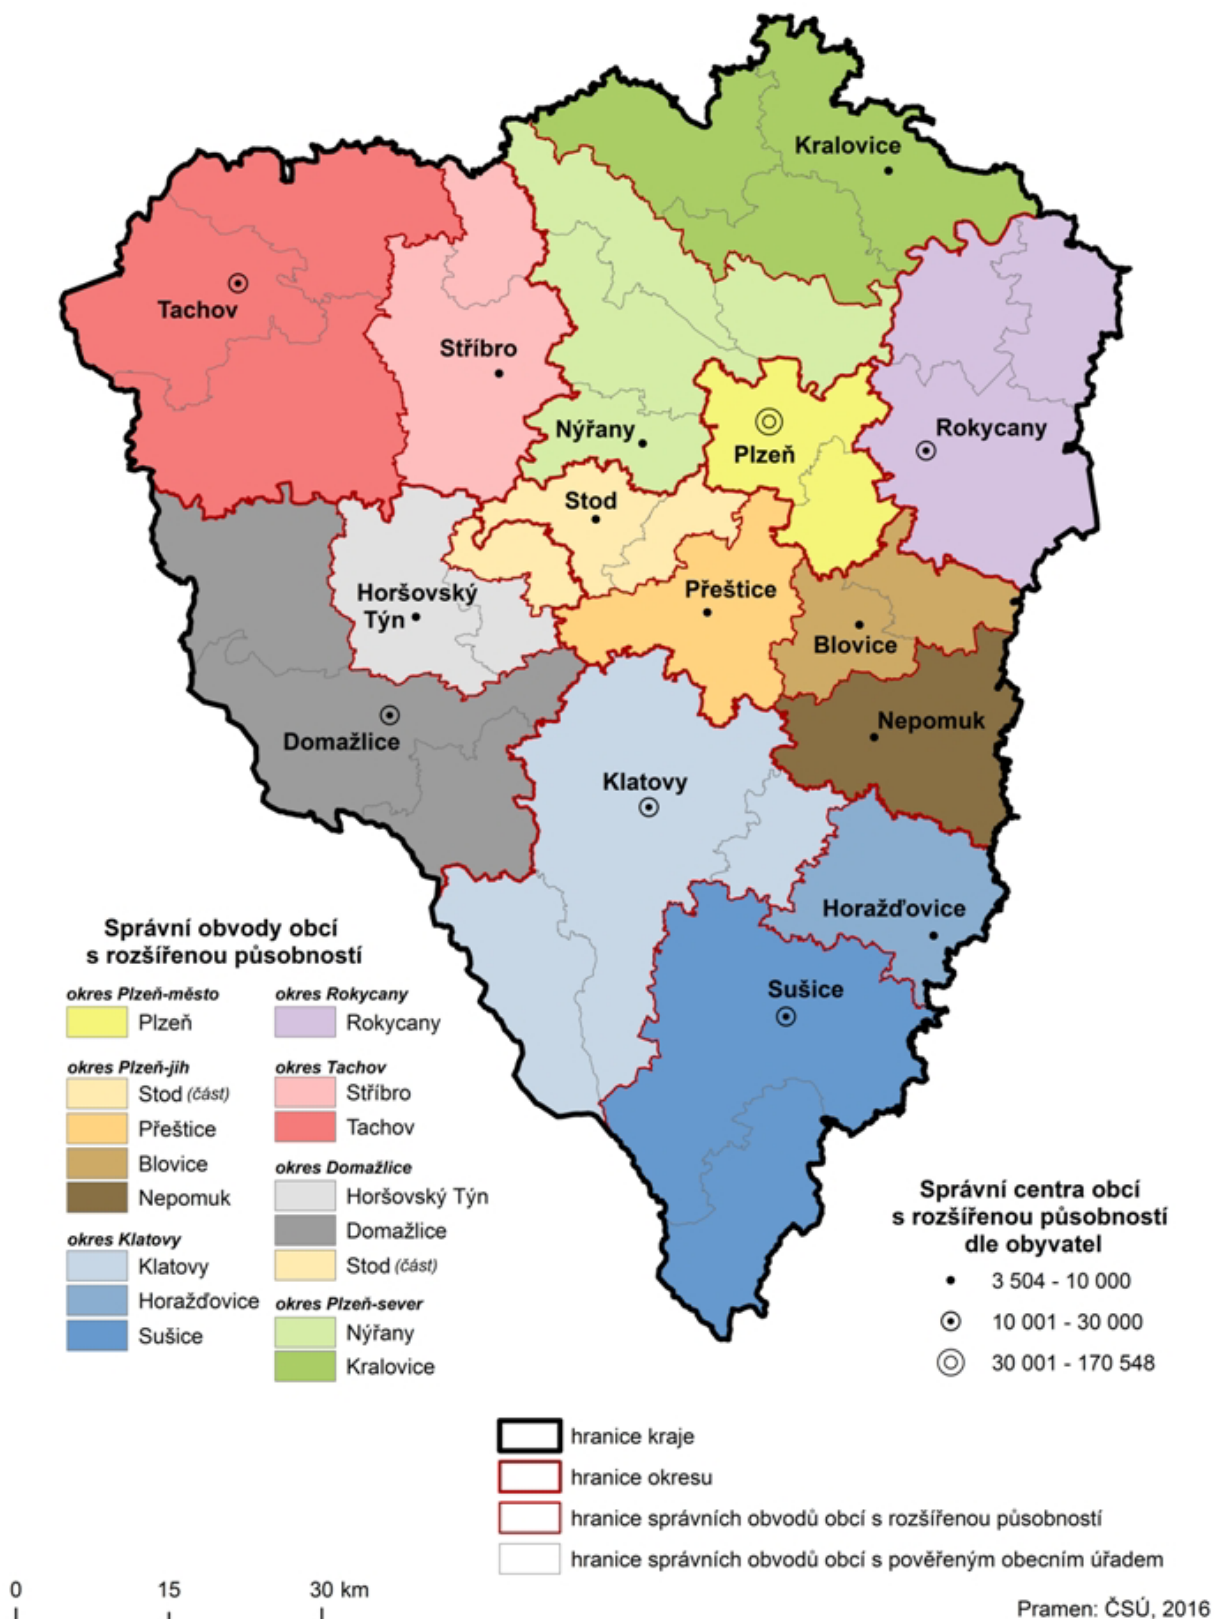 Kralovice
Tachov
Stříbro
Nýřany
Plzeň
Rokycany
Stod
Horšovský
Týn
Přeštice
Blovice
Domažlice
Nepomuk
Klatovy
Horažďovice
Sušice
Správní obvody obcí
s rozšířenou působností
okres Plzeň-město
Plzeň
okres Plzeň-jih
Stod (část)
Přeštice
Blovice
Nepomuk
okres Klatovy
Klatovy
Horažďovice
Sušice
okres Rokycany
Rokycany
okres Tachov
Stříbro
Tachov
okres Domažlice
Horšovský Týn
Domažlice
Stod (část)
okres Plzeň-sever
Nýřany
Kralovice
Správní centra obcí
s rozšířenou působností
dle obyvatel
3 504 - 10 000
10 001 - 30 000
30 001 - 170 548
hranice kraje
hranice okresu
hranice správních obvodů obcí s rozšířenou působností
hranice správních obvodů obcí s pověřeným obecním úřadem
0 15 30 km
Pramen: ČSÚ, 2016